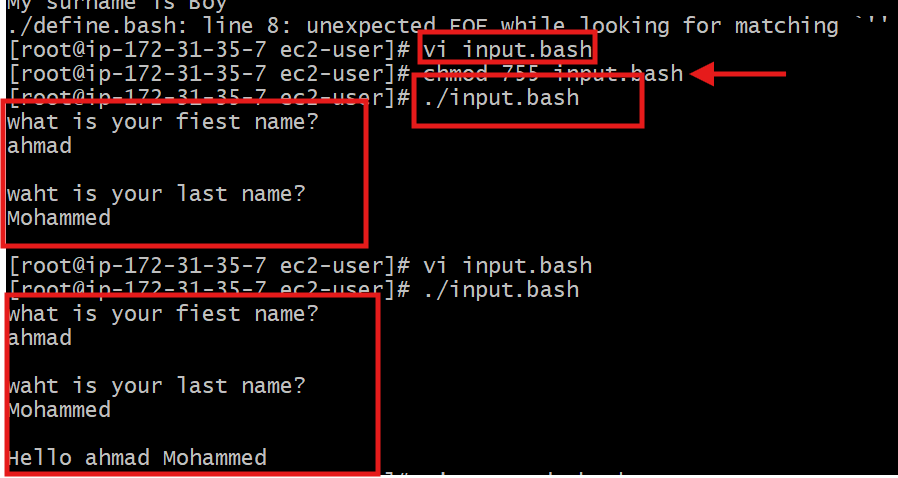 My surname is Boy
./define.bash: line 8: unexpected EOF while looking for matching `''
[root@ip-172-31-35-7 ec2-user]# vi input.bash
[root@ip-172-31-35-7 ec2-user]# chmod 755 input.bash
[root@ip-172-31-35-7 ec2-user]# ./input.bash
what is your fiest name?
ahmad
waht is your last name?
Mohammed
[root@ip-172-31-35-7 ec2-user]# vi input.bash
[root@ip-172-31-35-7 ec2-user]# ./input.bash
what is your fiest name?
ahmad
waht is your last name?
Mohammed
Hello ahmad Mohammed